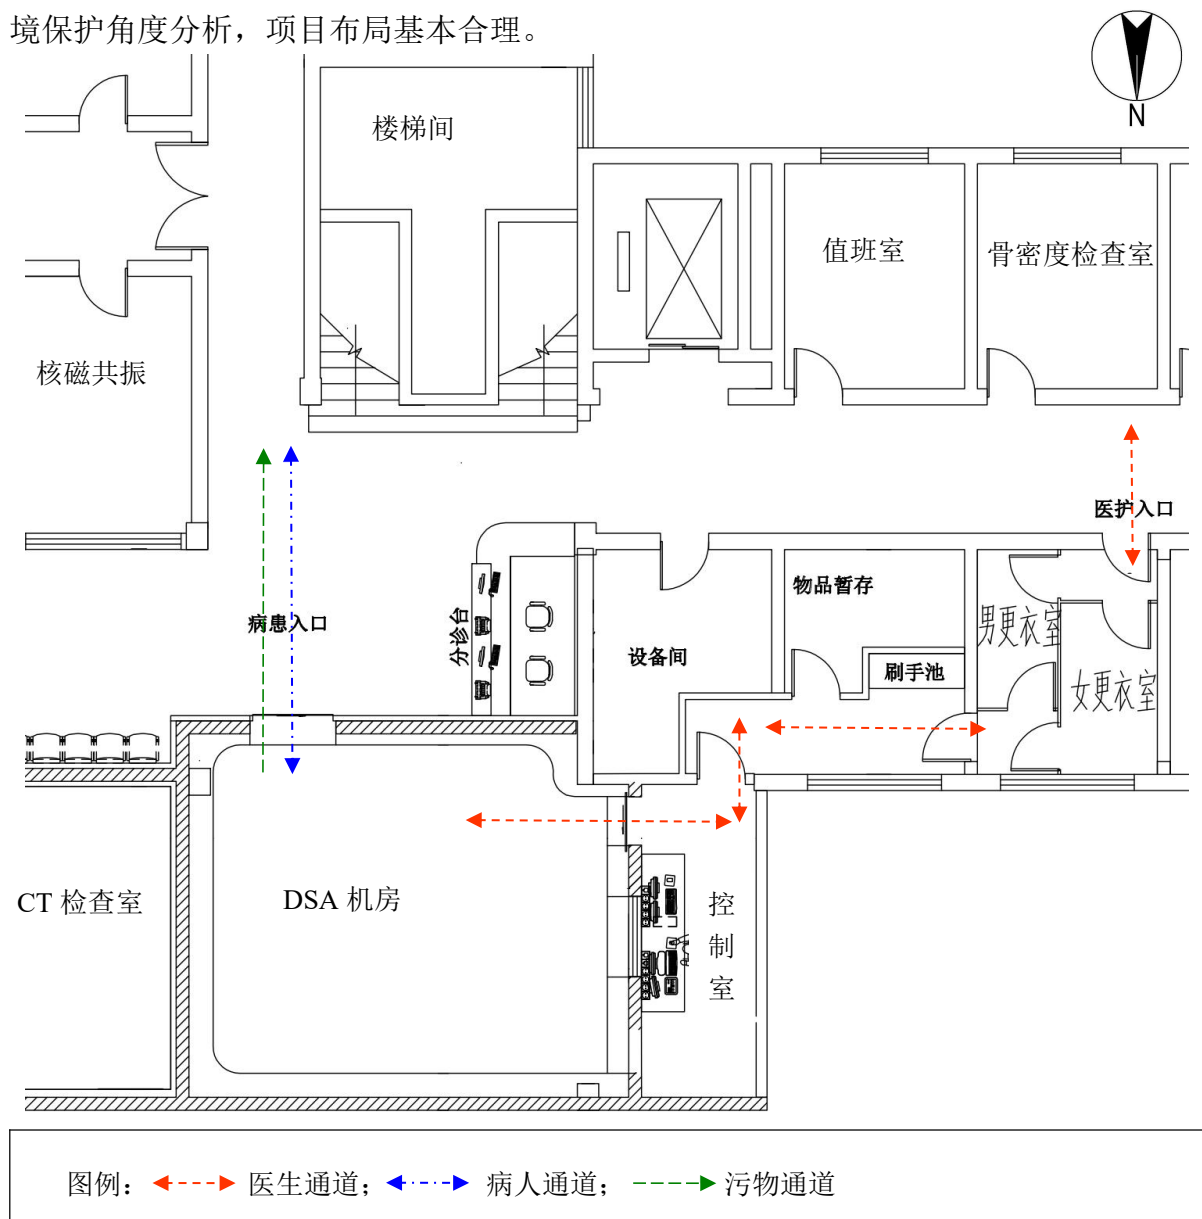 境保护角度分析，项目布局基本合理。
N
楼梯间
值班室
骨密度检查室
核磁共振
医护入口
病患入口
分诊台
设备间
物品暂存
刷手池
男更衣室
女更衣室
CT 检查室
DSA 机房
控制室
图例：
医生通道；
病人通道；
污物通道